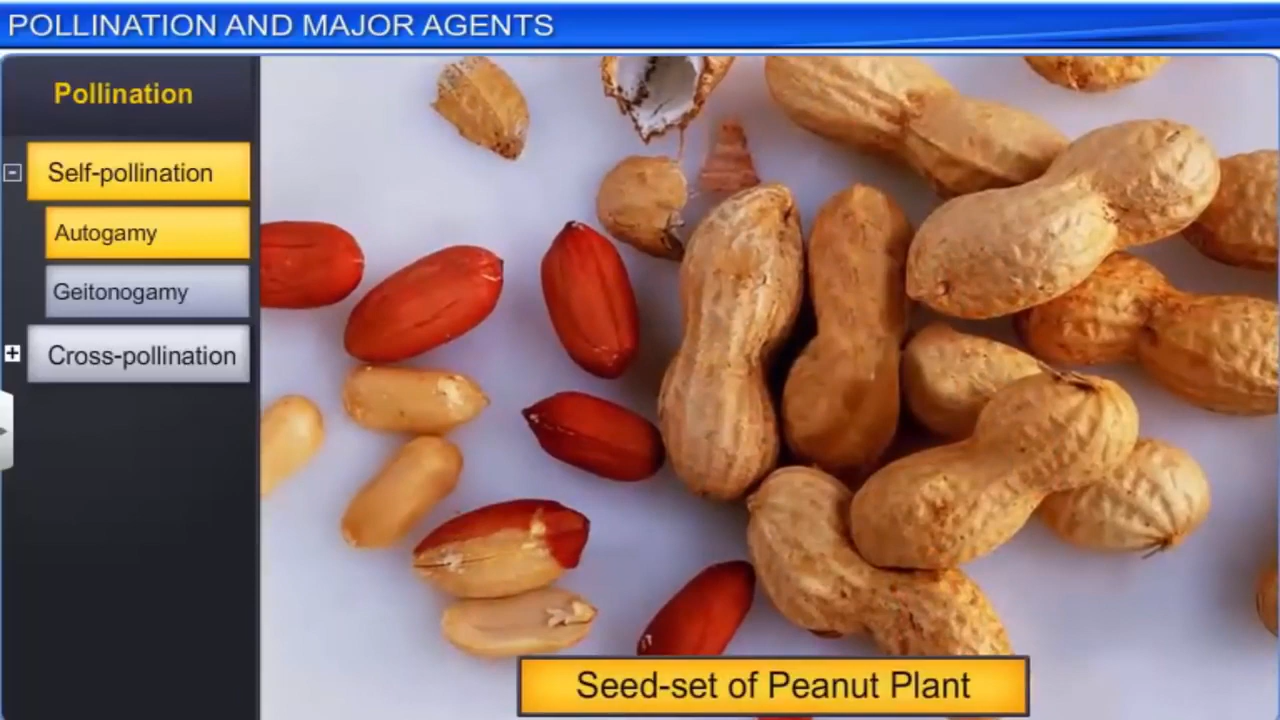 POLLINATION AND MAJOR AGENTS
Pollination
Self-pollination
Autogamy
Geitonogamy
Cross-pollination
Seed-set of Peanut Plant